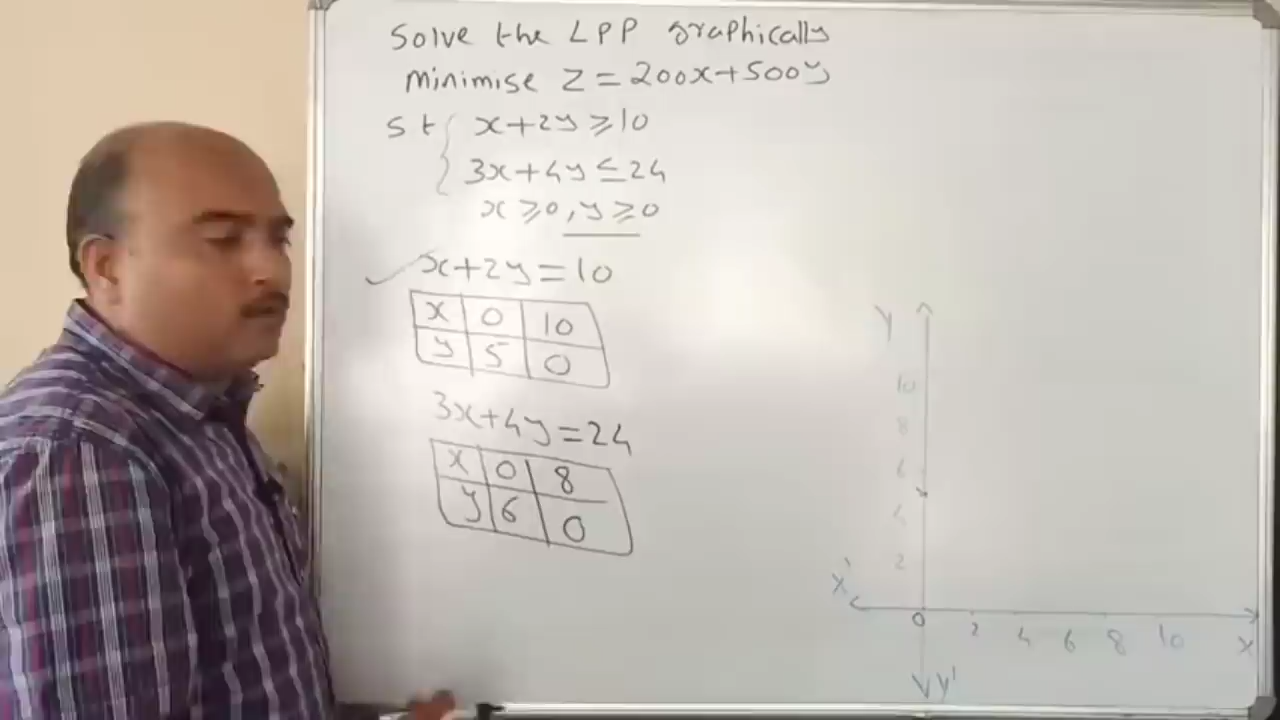 Solve the LPP graphically
Minimise Z = 200x+500y
st x+2y ≥ 10
3x+4y ≤ 24
x ≥ 0, y ≥ 0
x+2y = 10
x 0 10
y 5 0
3x+4y = 24
x 0 8
y 6 0
y
10
8
6
4
2
x'
0 2 4 6 8 10 x
y'